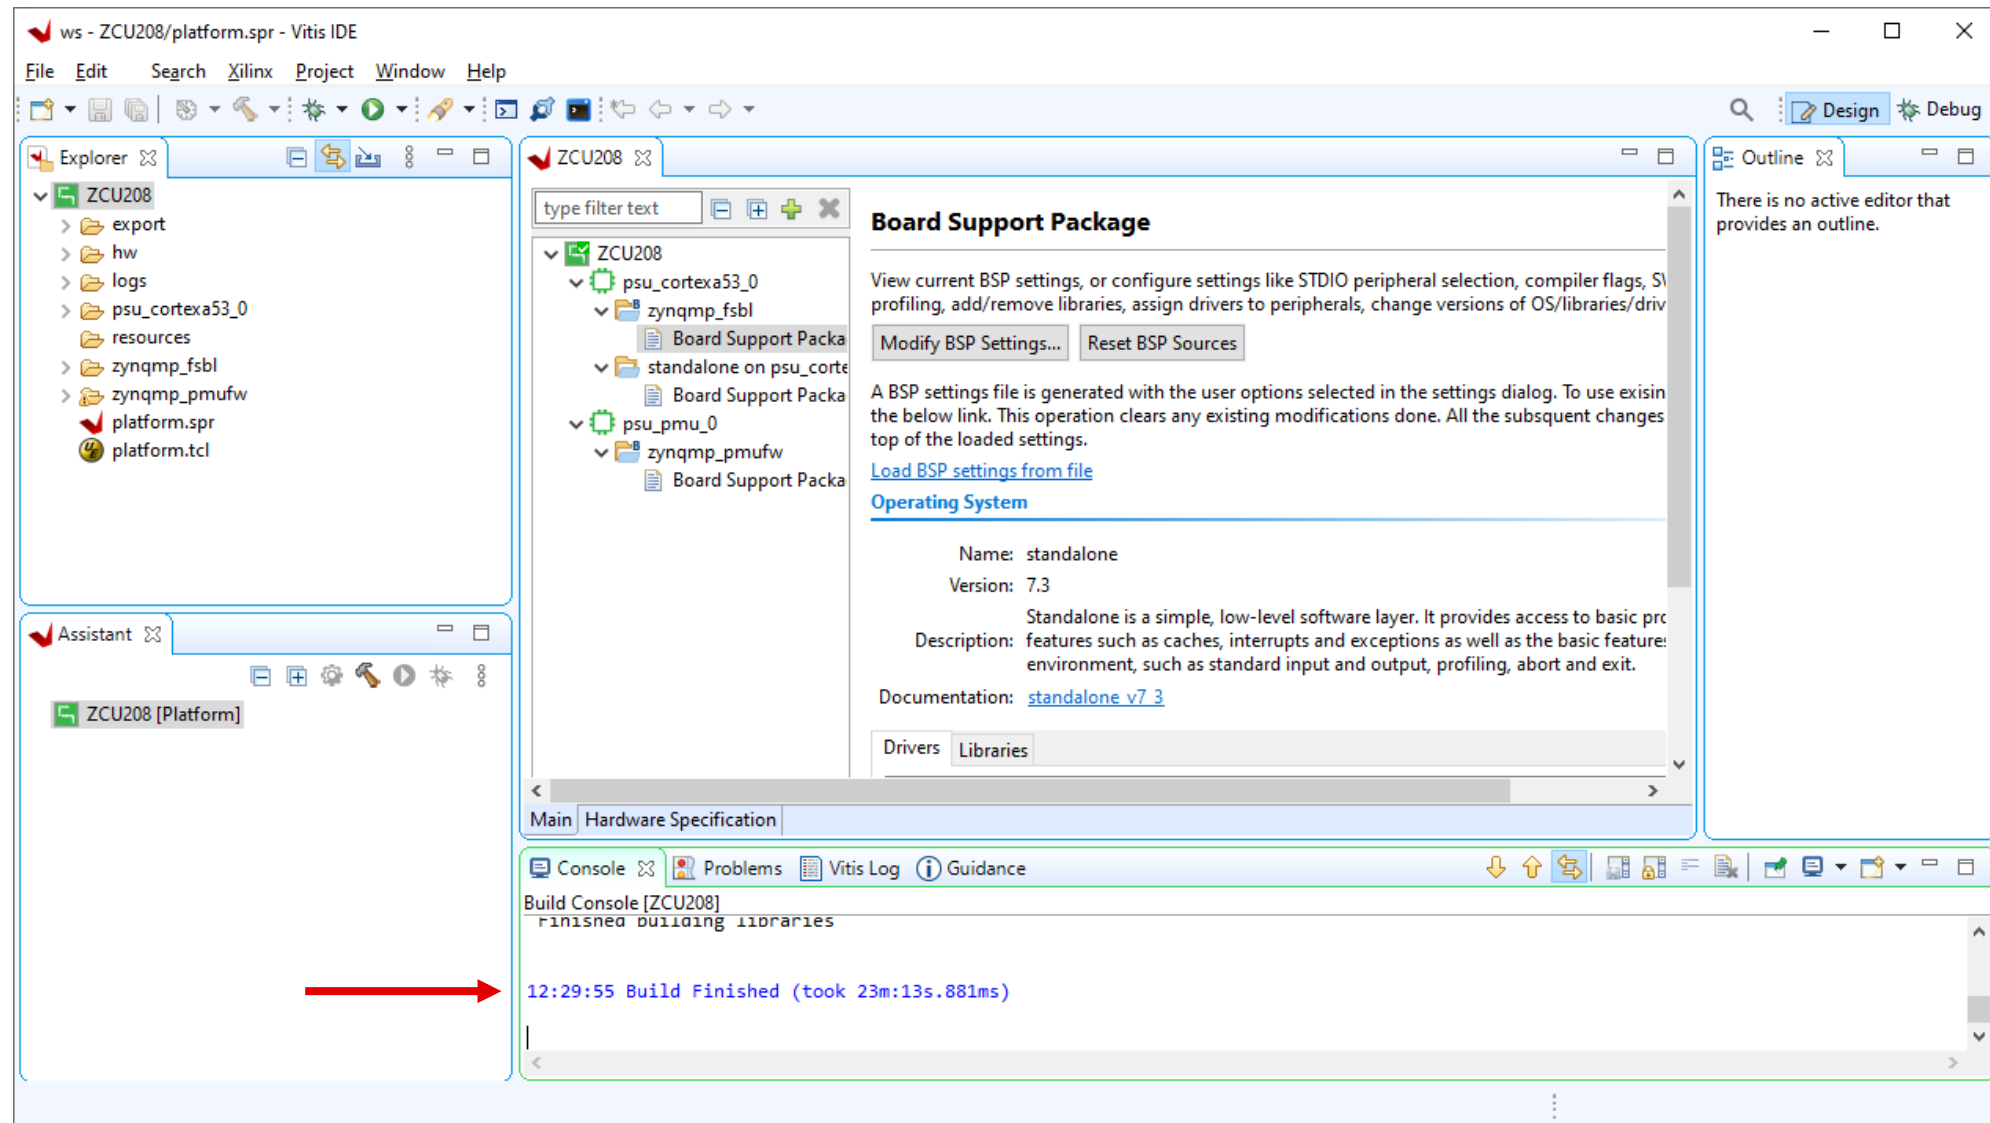 ws - ZCU208/platform.spr - Vitis IDE
File Edit Search Xilinx Project Window Help
Design Debug
Explorer
ZCU208
export
hw
logs
psu_cortexa53_0
resources
zynqmp_fsbl
zynqmp_pmufw
platform.spr
platform.tcl
Assistant
ZCU208 [Platform]
ZCU208
type filter text
ZCU208
psu_cortexa53_0
zynqmp_fsbl
Board Support Packa
standalone on psu_corte
Board Support Packa
psu_pmu_0
zynqmp_pmufw
Board Support Packa
Board Support Package
View current BSP settings, or configure settings like STDIO peripheral selection, compiler flags,
profiling, add/remove libraries, assign drivers to peripherals, change versions of OS/libraries/driv
Modify BSP Settings... Reset BSP Sources
A BSP settings file is generated with the user options selected in the settings dialog. To use exisin
the below link. This operation clears any existing modifications done. All the subsquent changes
top of the loaded settings.
Load BSP settings from file
Operating System
Name: standalone
Version: 7.3
Standalone is a simple, low-level software layer. It provides access to basic pro
Description: features such as caches, interrupts and exceptions as well as the basic features
environment, such as standard input and output, profiling, abort and exit.
Documentation: standalone_v7_3
Drivers Libraries
Main Hardware Specification
Outline
There is no active editor that
provides an outline.
Console Problems Vitis Log Guidance
Build Console [ZCU208]
Finished building libraries
12:29:55 Build Finished (took 23m:13s.881ms)